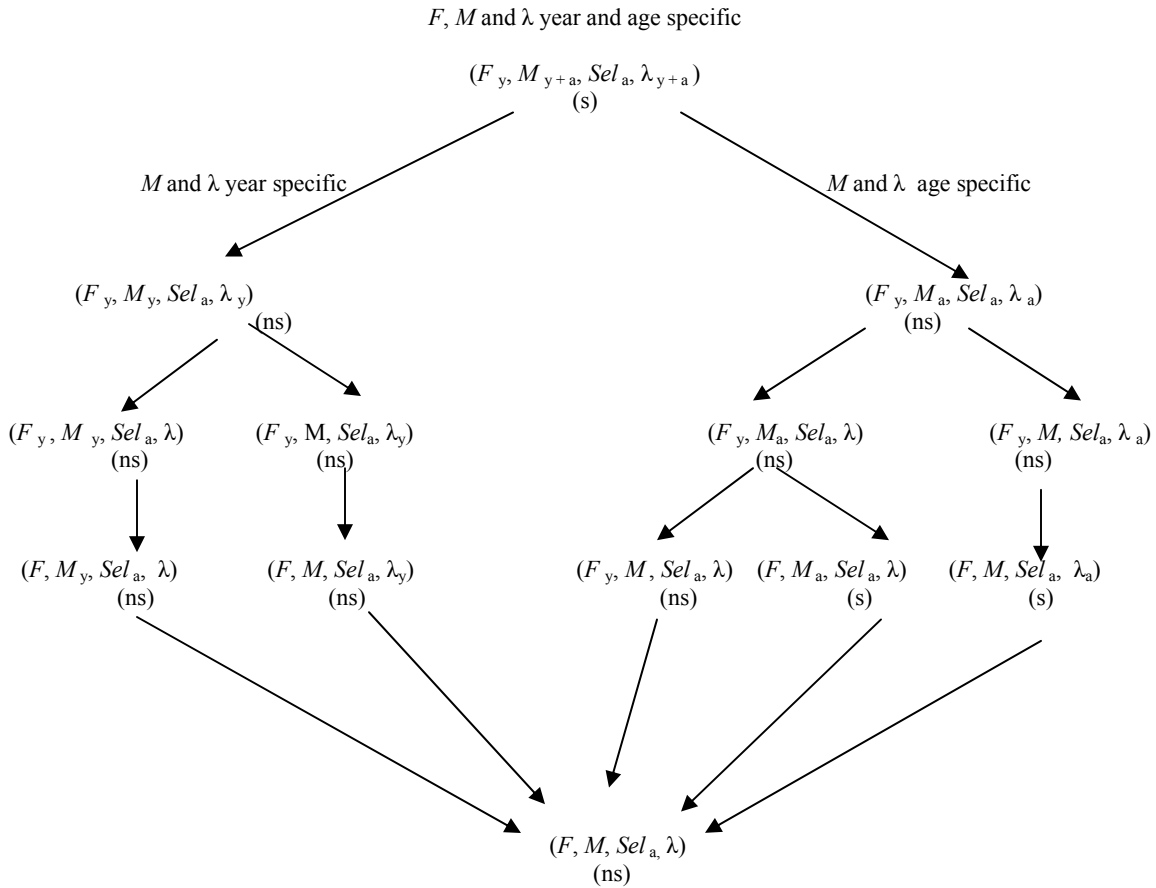 F, M and λ year and age specific
(F y, M y + a, Sel a, λ y + a)
(s)
M and λ year specific
M and λ age specific
(F y, M y, Sel a, λ y)
(ns)
(F y, M a, Sel a, λ a)
(ns)
(F y, M y, Sel a, λ)
(ns)
(F y, M, Sel a, λ y)
(ns)
(F y, M a, Sel a, λ)
(ns)
(F y, M, Sel a, λ a)
(ns)
(F, M y, Sel a, λ)
(ns)
(F, M, Sel a, λ y)
(ns)
(F y, M, Sel a, λ)
(ns)
(F, M a, Sel a, λ)
(s)
(F, M, Sel a, λ a)
(s)
(F, M, Sel a, λ)
(ns)